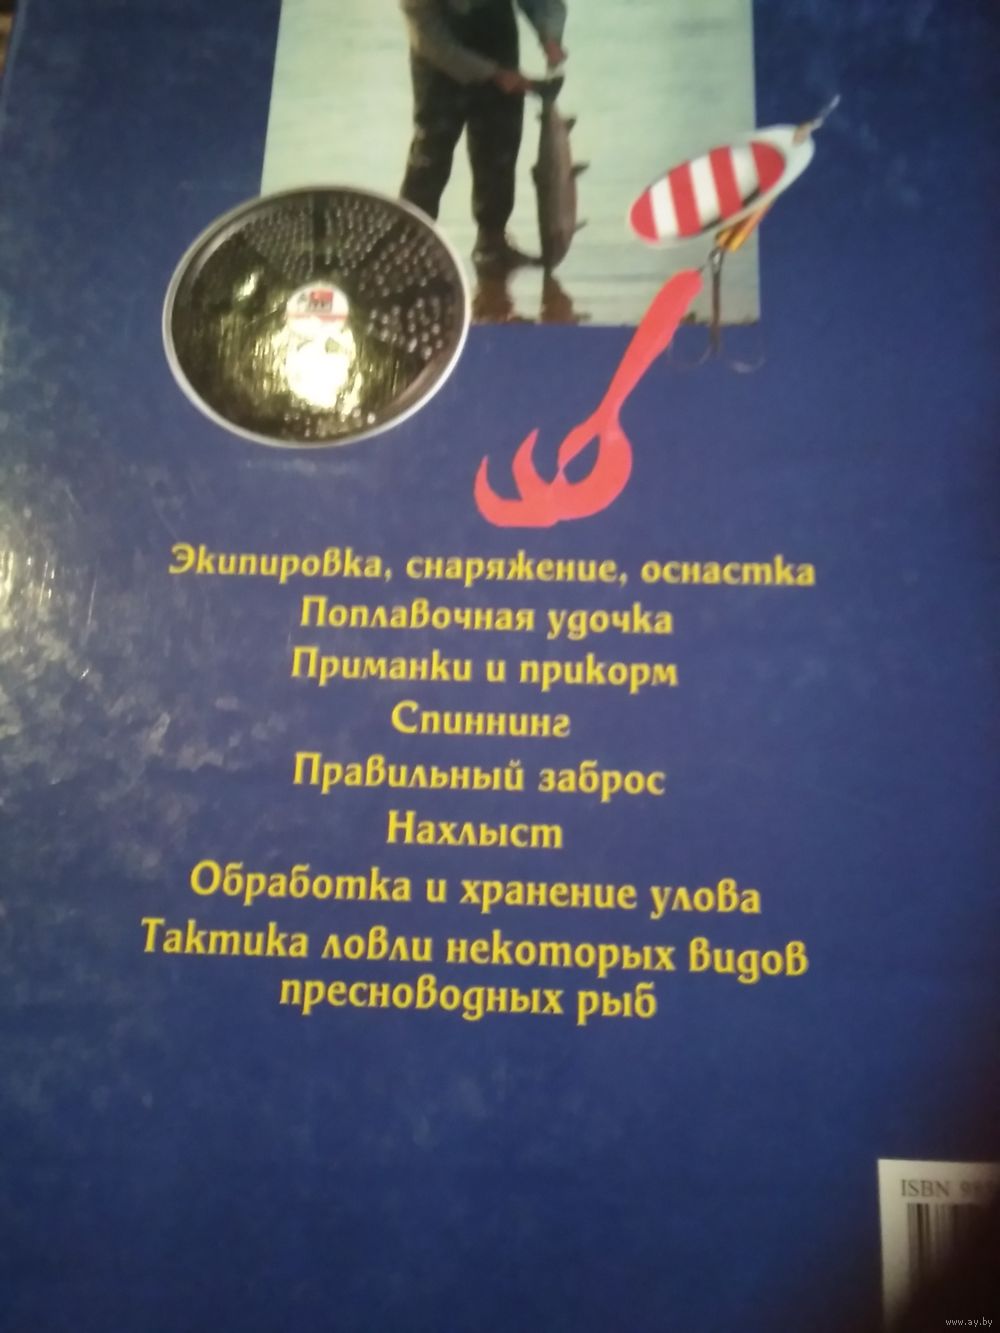 Экипировка, снаряжение, оснастка
Поплавочная удочка
Приманки и прикорм
Спиннинг
Правильный заброс
Нахлыст
Обработка и хранение улова
Тактика ловли некоторых видов
пресноводных рыб
ISBN
www.ay.by